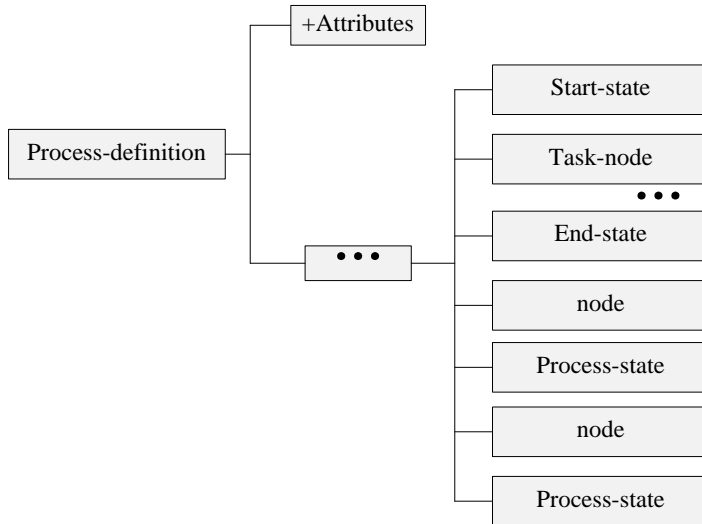 +Attributes
Process-definition
Start-state
Task-node
•••
End-state
•••
node
Process-state
node
Process-state